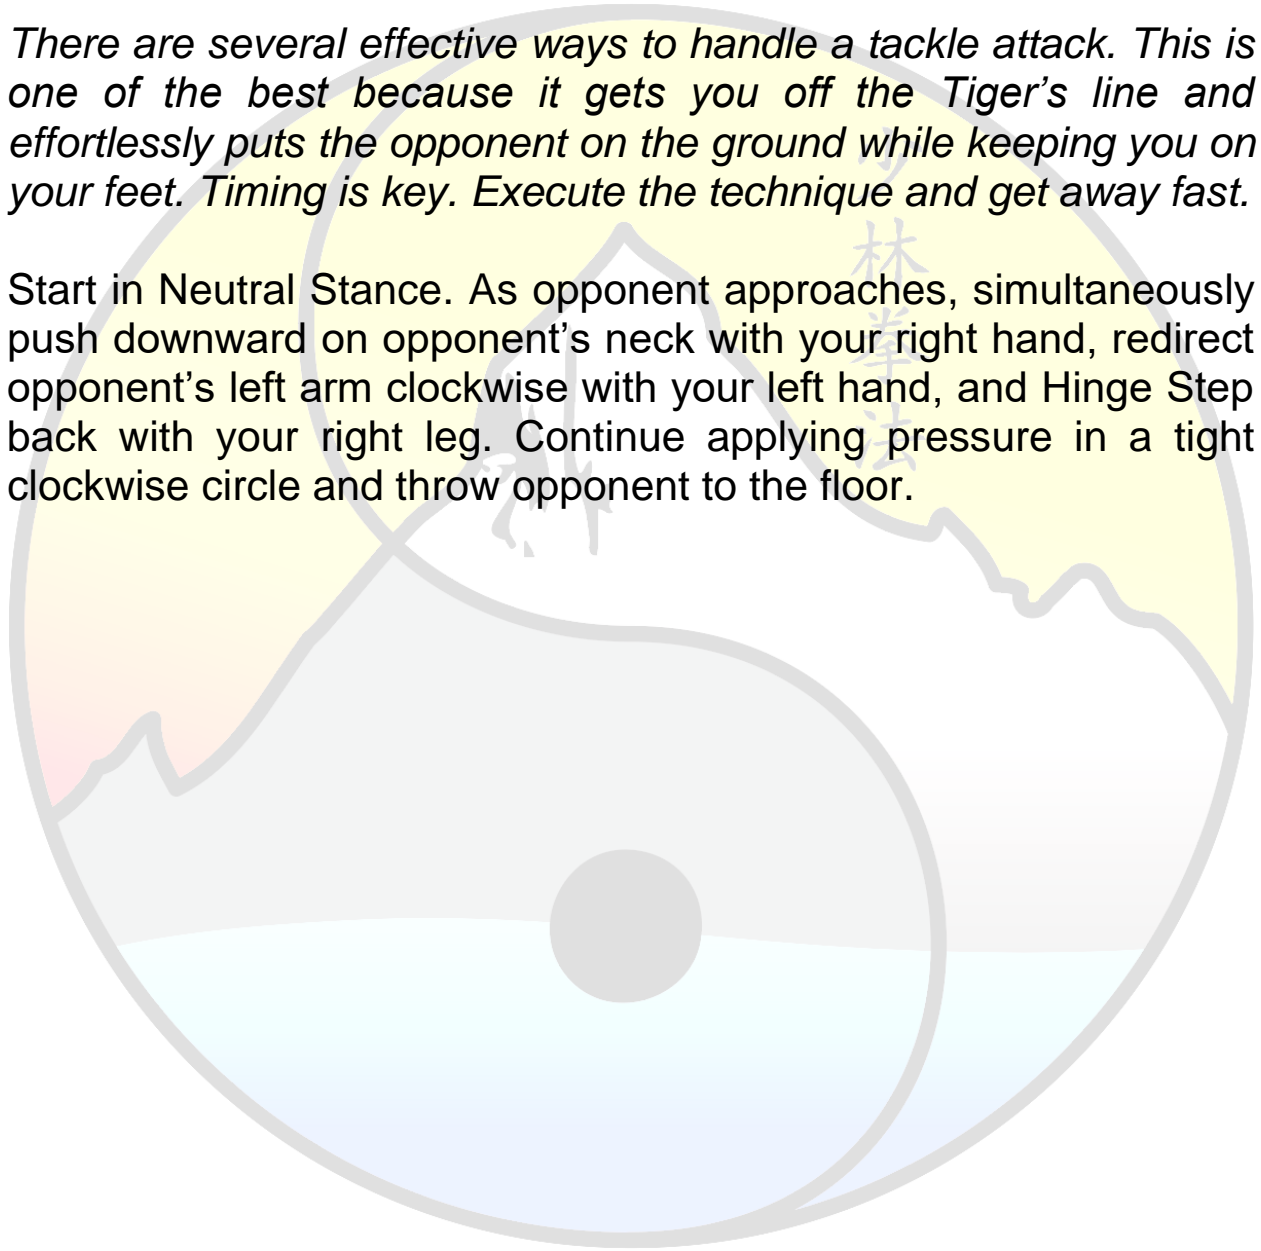 There are several effective ways to handle a tackle attack. This is
one of the best because it gets you off the Tiger’s line and
effortlessly puts the opponent on the ground while keeping you on
your feet. Timing is key. Execute the technique and get away fast.
Start in Neutral Stance. As opponent approaches, simultaneously
push downward on opponent’s neck with your right hand, redirect
opponent’s left arm clockwise with your left hand, and Hinge Step
back with your right leg. Continue applying pressure in a tight
clockwise circle and throw opponent to the floor.
少
林
拳
法